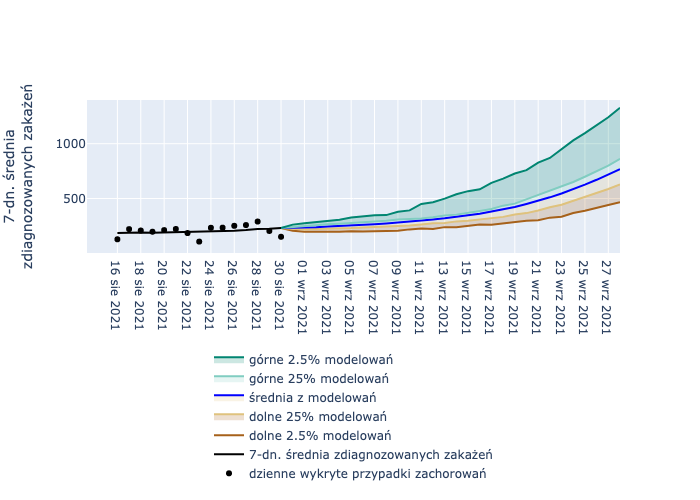 7-dn. średnia
zdiagnozowanych zakażeń
1000
500
16 sie 2021
18 sie 2021
20 sie 2021
22 sie 2021
24 sie 2021
26 sie 2021
28 sie 2021
30 sie 2021
01 wrz 2021
03 wrz 2021
05 wrz 2021
07 wrz 2021
09 wrz 2021
11 wrz 2021
13 wrz 2021
15 wrz 2021
17 wrz 2021
19 wrz 2021
21 wrz 2021
23 wrz 2021
25 wrz 2021
27 wrz 2021
górne 2.5% modelowań
górne 25% modelowań
średnia z modelowań
dolne 25% modelowań
dolne 2.5% modelowań
7-dn. średnia zdiagnozowanych zakażeń
dzienne wykryte przypadki zachorowań